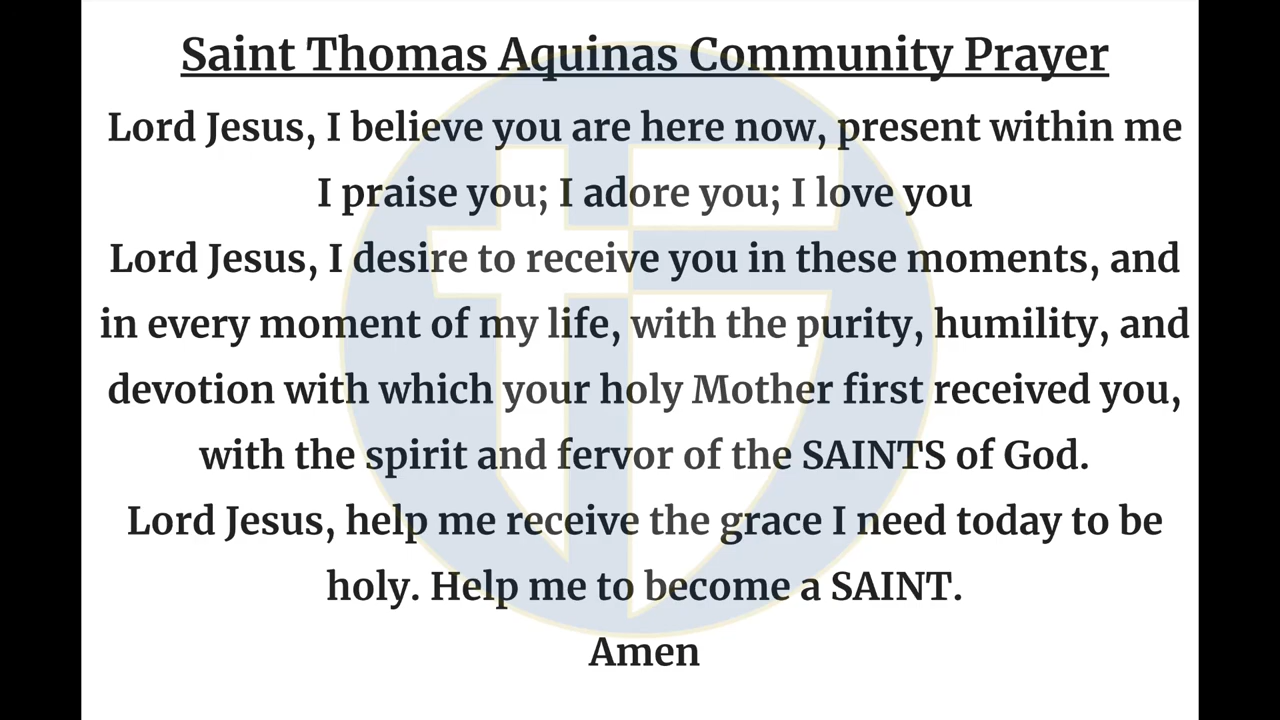 Saint Thomas Aquinas Community Prayer
Lord Jesus, I believe you are here now, present within me
I praise you; I adore you; I love you
Lord Jesus, I desire to receive you in these moments, and
in every moment of my life, with the purity, humility, and
devotion with which your holy Mother first received you,
with the spirit and fervor of the SAINTS of God.
Lord Jesus, help me receive the grace I need today to be
holy. Help me to become a SAINT.
Amen